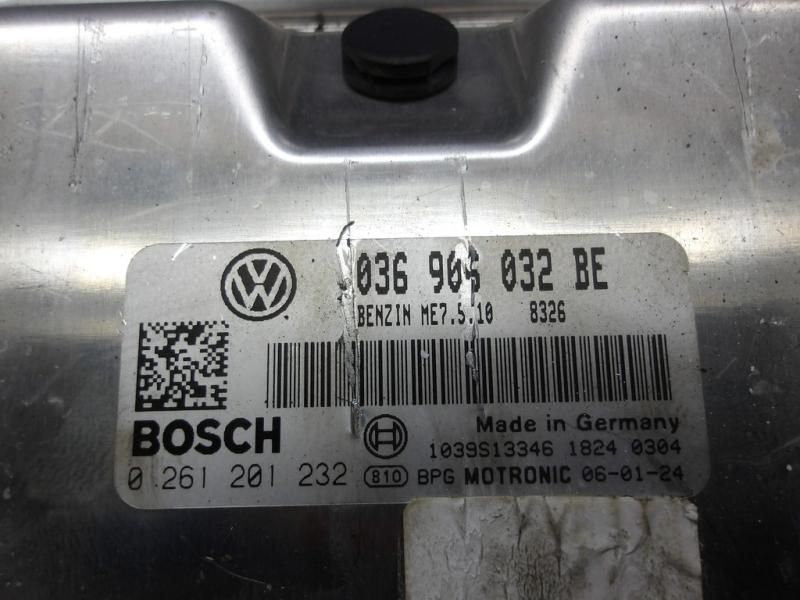 VW
036 906 032 BE
BENZIN ME7.5.10 8326
BOSCH
Made in Germany
1039S13346 1824 0304
0 261 201 232 810 BPG MOTRONIC 06-01-24